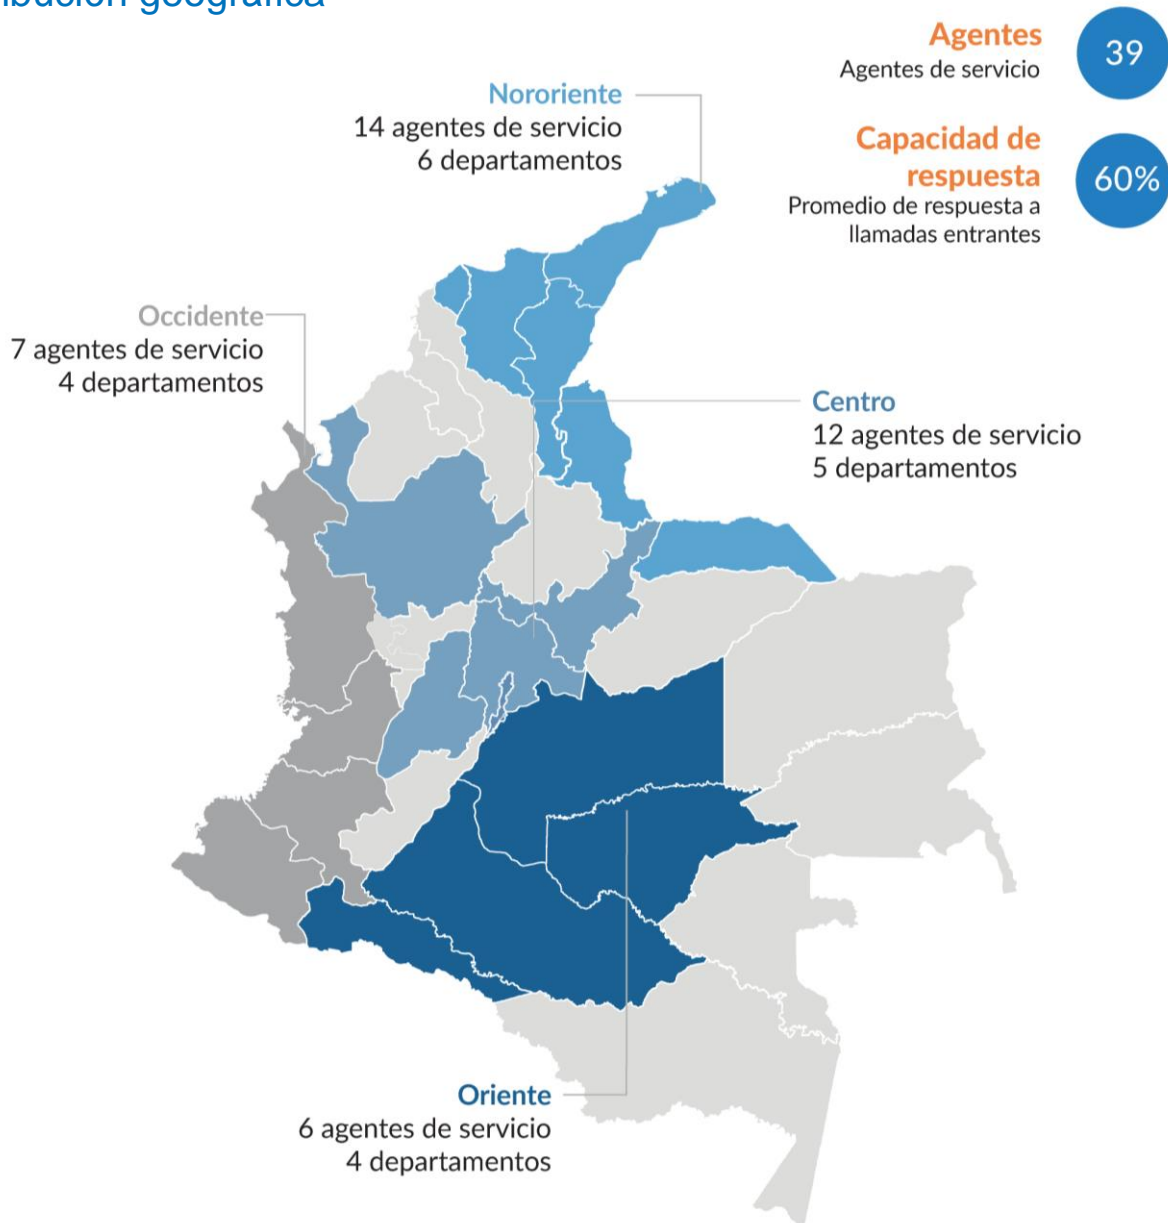 Agentes
Agentes de servicio
39
Capacidad de
respuesta
Promedio de respuesta a
llamadas entrantes
60%
Nororiente
14 agentes de servicio
6 departamentos
Occidente
7 agentes de servicio
4 departamentos
Centro
12 agentes de servicio
5 departamentos
Oriente
6 agentes de servicio
4 departamentos